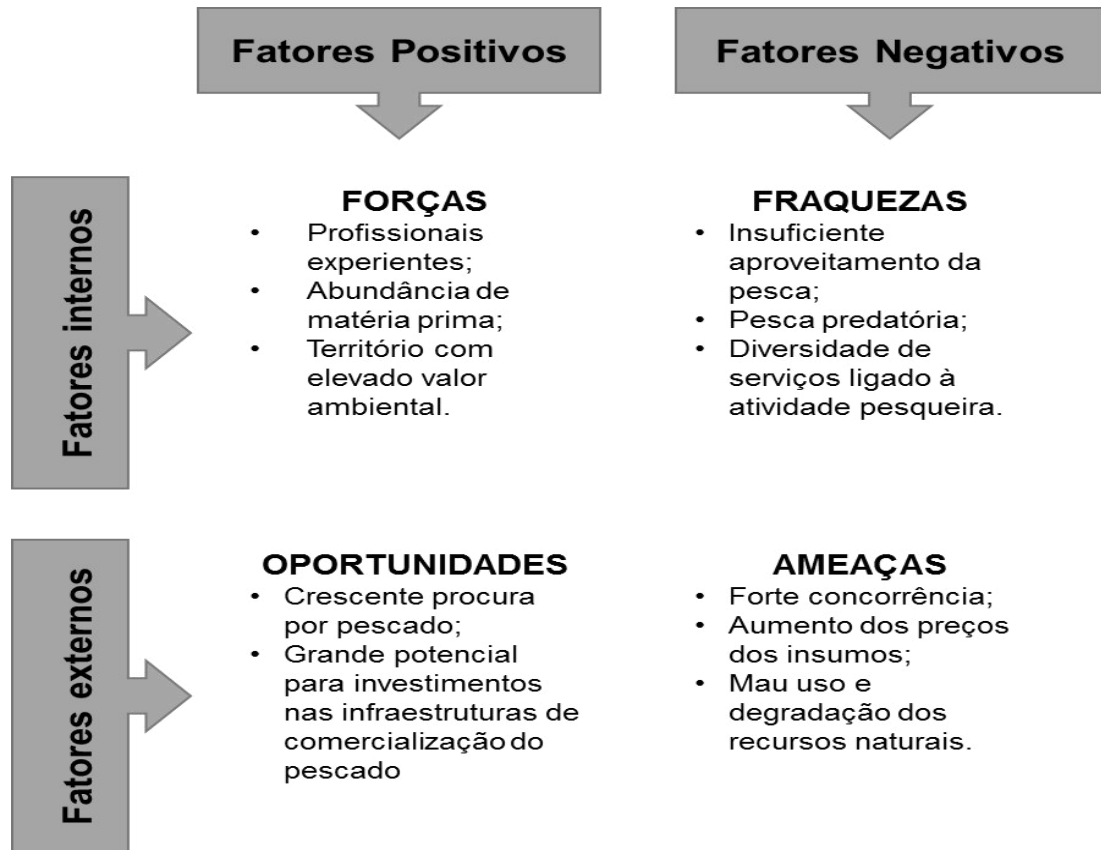 Fatores Positivos
Fatores Negativos
Fatores internos
FORÇAS
• Profissionais
experientes;
• Abundância de
matéria prima;
• Território com
elevado valor
ambiental.
FRAQUEZAS
• Insuficiente
aproveitamento da
pesca;
• Pesca predatória;
• Diversidade de
serviços ligado à
atividade pesqueira.
Fatores externos
OPORTUNIDADES
• Crescente procura
por pescado;
• Grande potencial
para investimentos
nas infraestruturas de
comercialização do
pescado
AMEAÇAS
• Forte concorrência;
• Aumento dos preços
dos insumos;
• Mau uso e
degradação dos
recursos naturais.